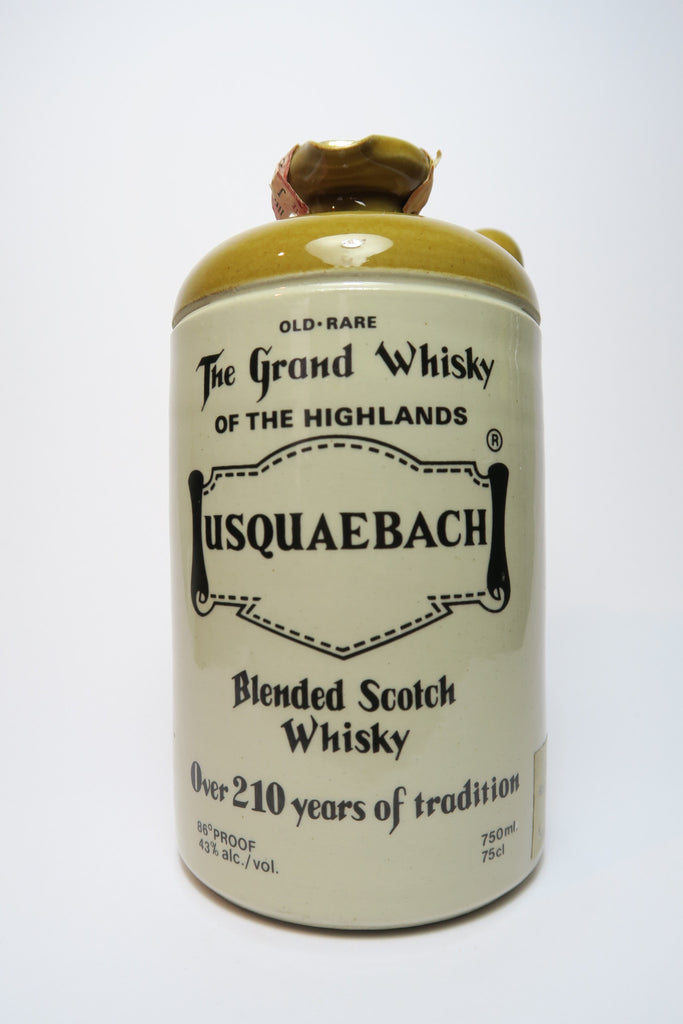 OLD·RARE
The Grand Whisky
OF THE HIGHLANDS
®
USQUAEBACH
Blended Scotch
Whisky
Over 210 years of tradition
86° PROOF
43% alc./vol.
750ml.
75cl